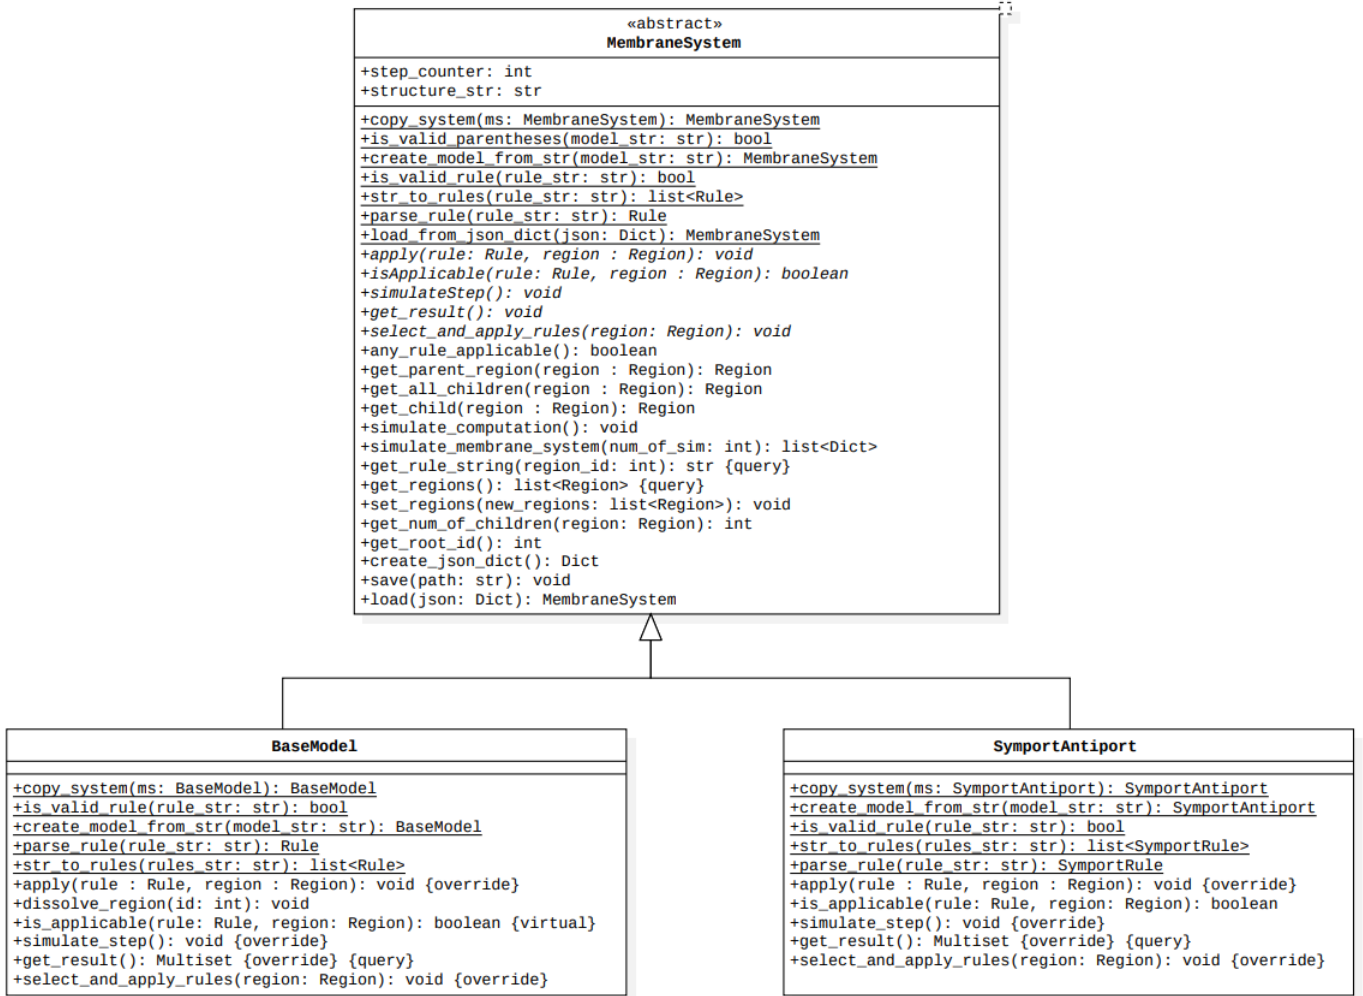 «abstract»
MembraneSystem
+step_counter: int
+structure_str: str
+copy_system(ms: MembraneSystem): MembraneSystem
+is_valid_parentheses(model_str: str): bool
+create_model_from_str(model_str: str): MembraneSystem
+is_valid_rule(rule_str: str): bool
+str_to_rules(rule_str: str): list<Rule>
+parse_rule(rule_str: str): Rule
+load_from_json_dict(json: Dict): MembraneSystem
+apply(rule: Rule, region : Region): void
+isApplicable(rule: Rule, region : Region): boolean
+simulateStep(): void
+get_result(): void
+select_and_apply_rules(region: Region): void
+any_rule_applicable(): boolean
+get_parent_region(region : Region): Region
+get_all_children(region : Region): Region
+get_child(region : Region): Region
+simulate_computation(): void
+simulate_membrane_system(num_of_sim: int): list<Dict>
+get_rule_string(region_id: int): str {query}
+get_regions(): list<Region> {query}
+set_regions(new_regions: list<Region>): void
+get_num_of_children(region: Region): int
+get_root_id(): int
+create_json_dict(): Dict
+save(path: str): void
+load(json: Dict): MembraneSystem
BaseModel
+copy_system(ms: BaseModel): BaseModel
+is_valid_rule(rule_str: str): bool
+create_model_from_str(model_str: str): BaseModel
+parse_rule(rule_str: str): Rule
+str_to_rules(rules_str: str): list<Rule>
+apply(rule : Rule, region : Region): void {override}
+dissolve_region(id: int): void
+is_applicable(rule: Rule, region: Region): boolean {virtual}
+simulate_step(): void {override}
+get_result(): Multiset {override} {query}
+select_and_apply_rules(region: Region): void {override}
SymportAntiport
+copy_system(ms: SymportAntiport): SymportAntiport
+create_model_from_str(model_str: str): SymportAntiport
+is_valid_rule(rule_str: str): bool
+str_to_rules(rules_str: str): list<SymportRule>
+parse_rule(rule_str: str): SymportRule
+apply(rule : Rule, region : Region): void {override}
+is_applicable(rule: Rule, region: Region): boolean
+simulate_step(): void {override}
+get_result(): Multiset {override} {query}
+select_and_apply_rules(region: Region): void {override}